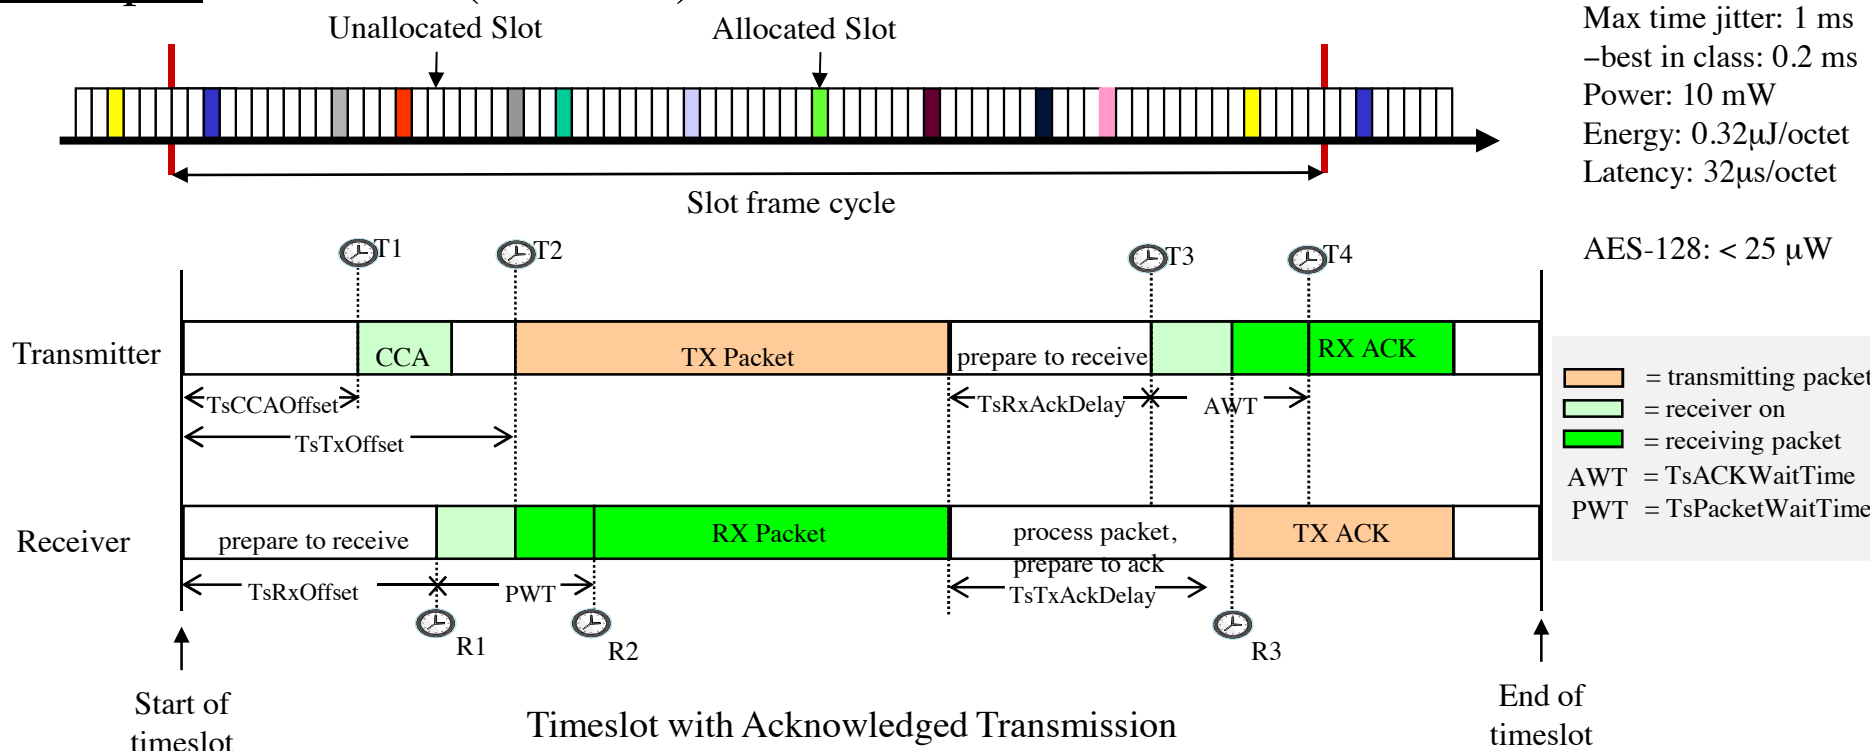 Unallocated Slot
Allocated Slot
Max time jitter: 1 ms
–best in class: 0.2 ms
Power: 10 mW
Energy: 0.32µJ/octet
Latency: 32µs/octet
AES-128: < 25 µW
Slot frame cycle
T1
T2
T3
T4
Transmitter
CCA
TX Packet
prepare to receive
RX ACK
TsCCAOffset
TsRxAckDelay
AWT
TsTxOffset
= transmitting packet
= receiver on
= receiving packet
AWT = TsACKWaitTime
PWT = TsPacketWaitTime
Receiver
prepare to receive
RX Packet
process packet,
prepare to ack
TX ACK
TsRxOffset
PWT
TsTxAckDelay
R1
R2
R3
Start of
timeslot
Timeslot with Acknowledged Transmission
End of
timeslot